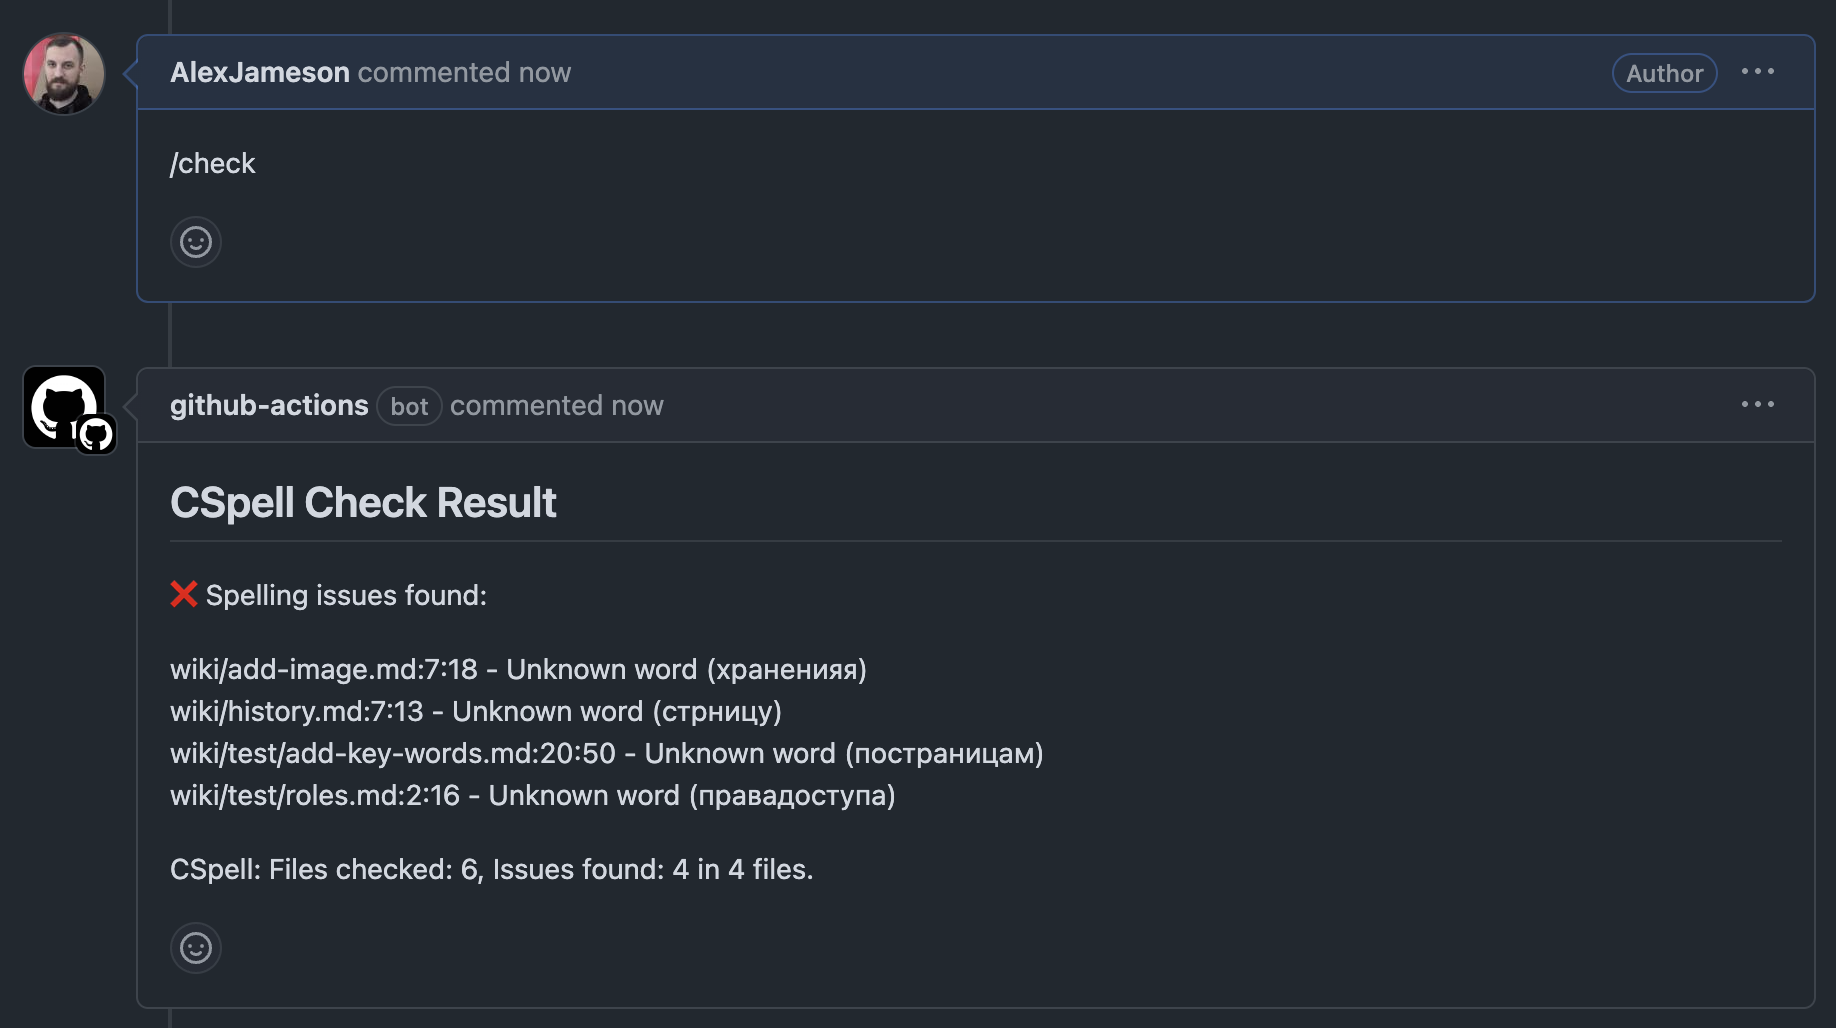 AlexJameson commented now
Author
/check
github-actions bot commented now
CSpell Check Result
❌ Spelling issues found:
wiki/add-image.md:7:18 - Unknown word (храненияя)
wiki/history.md:7:13 - Unknown word (стрницу)
wiki/test/add-key-words.md:20:50 - Unknown word (постраницам)
wiki/test/roles.md:2:16 - Unknown word (правадоступа)
CSpell: Files checked: 6, Issues found: 4 in 4 files.